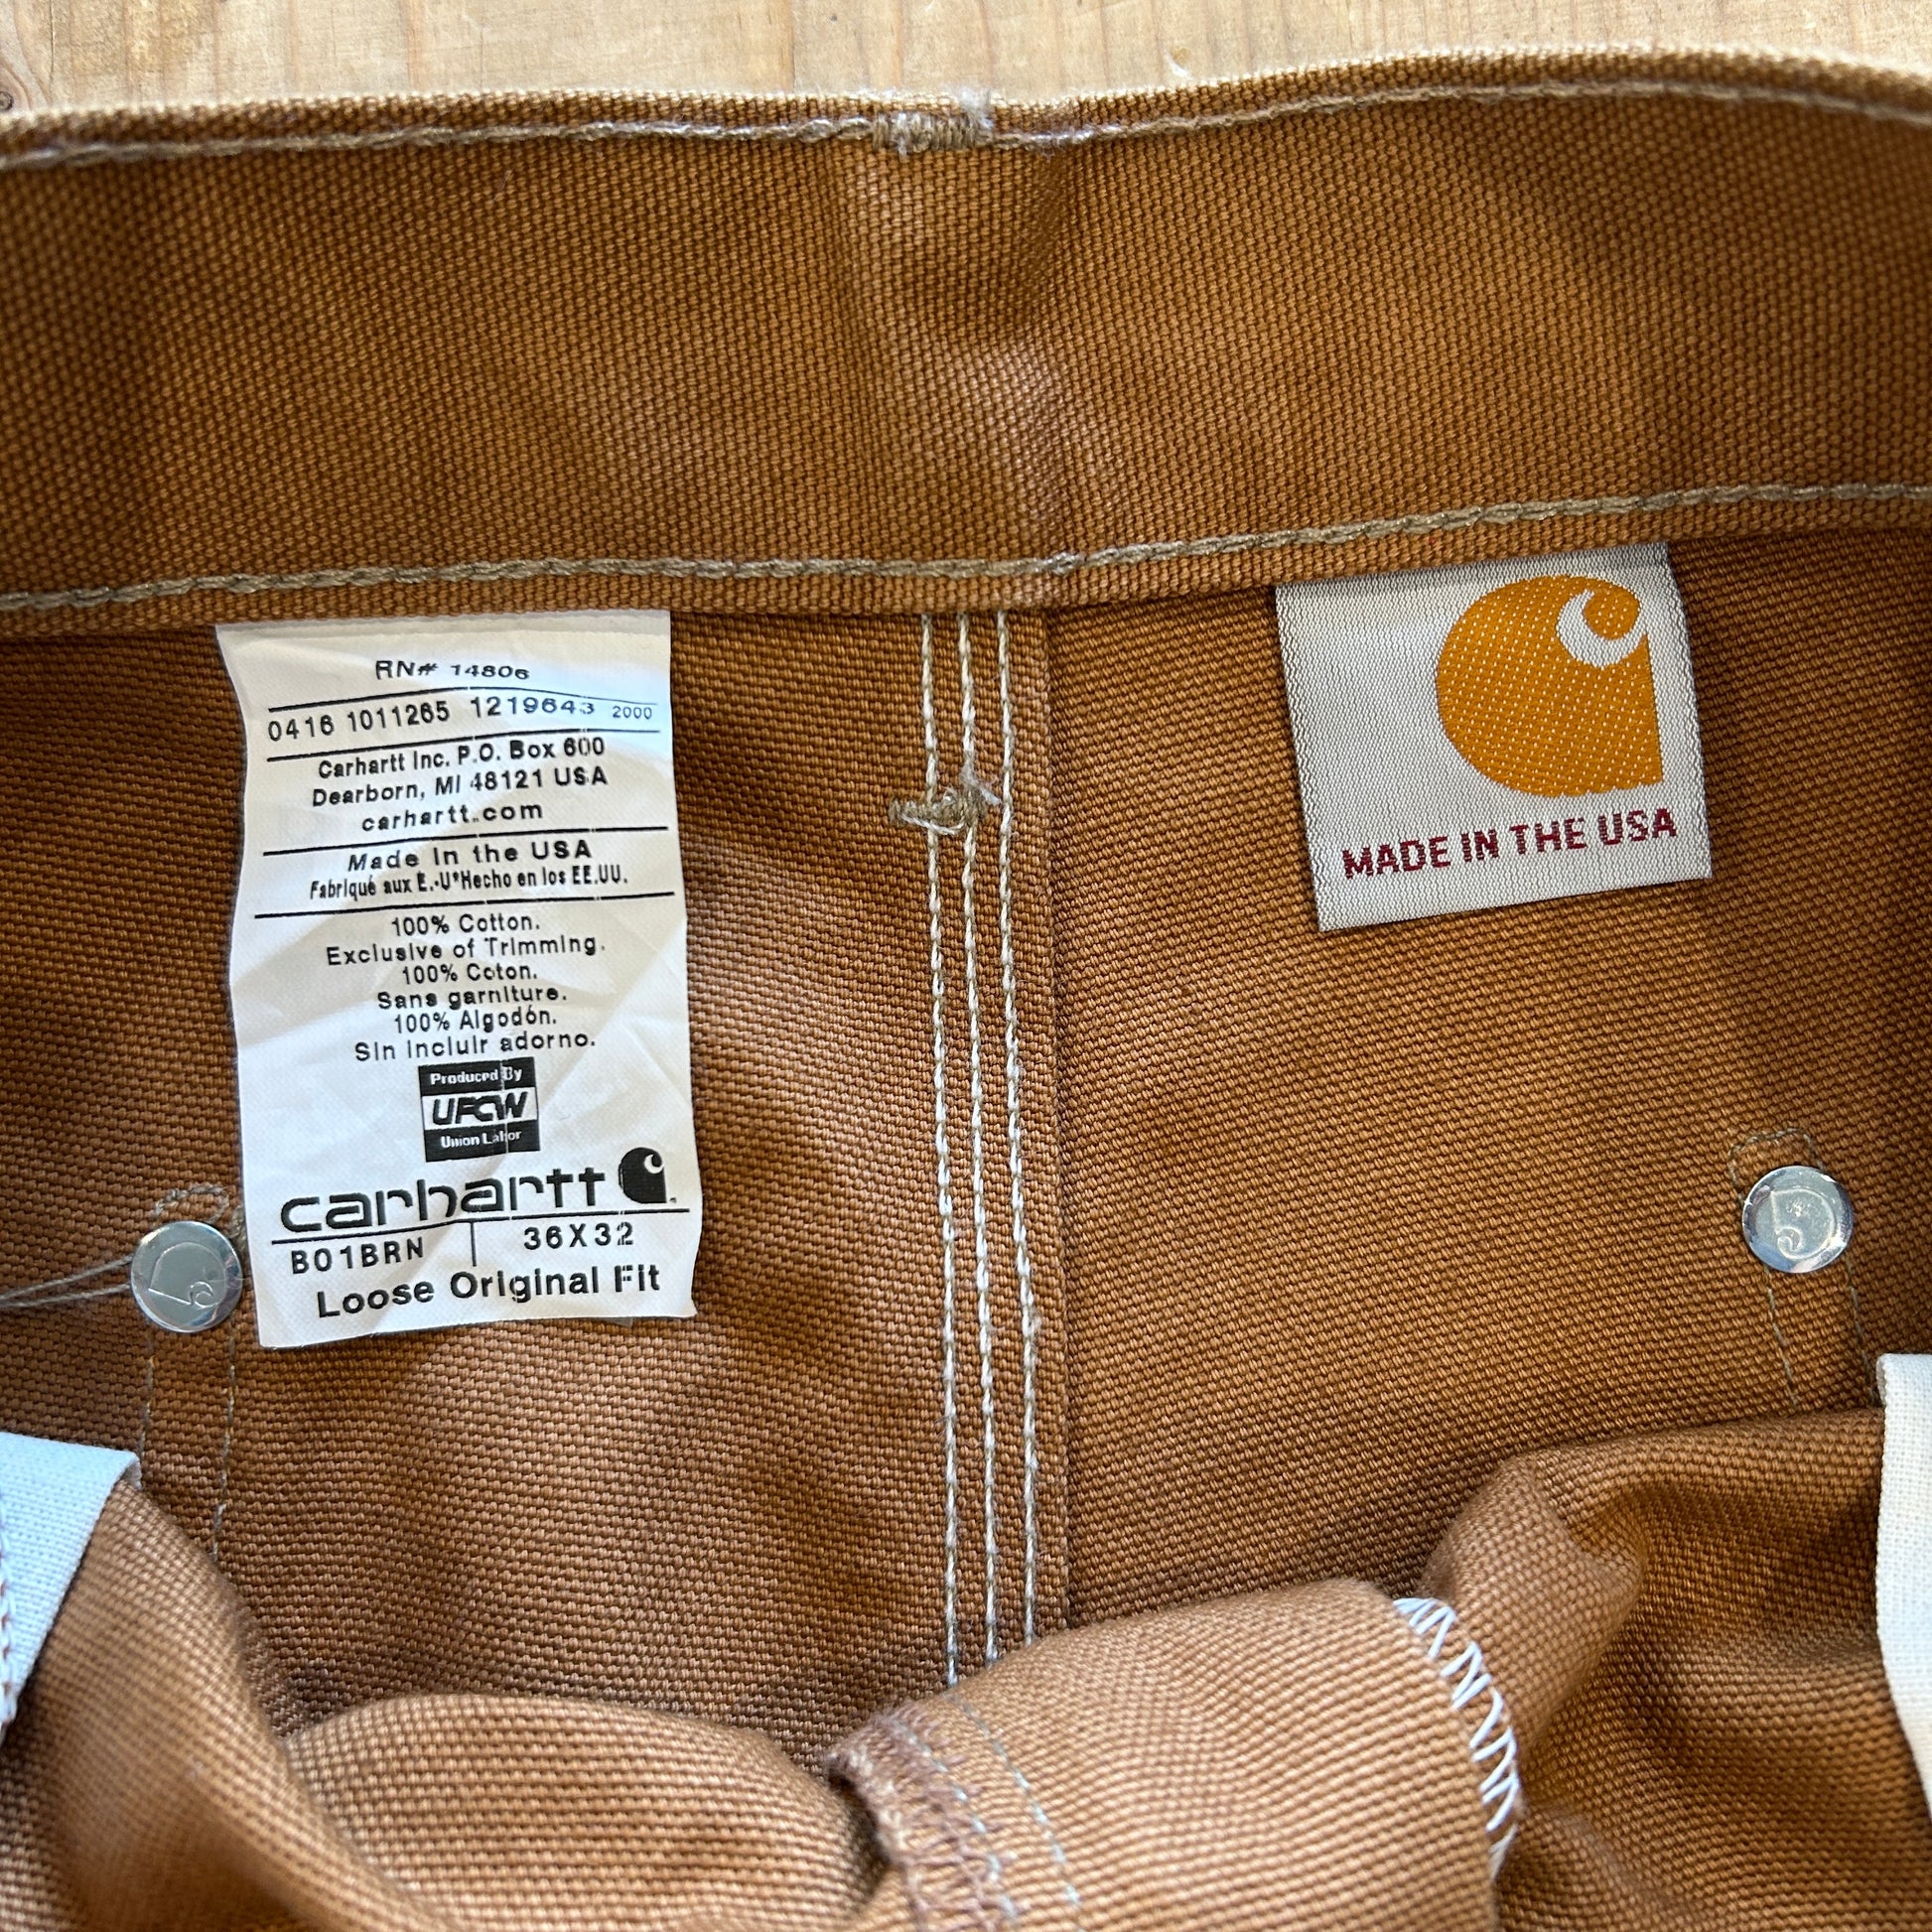 RN# 14806
0416 1011265 1219643 2000
Carhartt Inc. P.O. Box 600
Dearborn, MI 48121 USA
carhartt.com
Made In the USA
Fabriqué aux E.-U*Hecho en los EE.UU.
100% Cotton.
Exclusive of Trimming.
100% Coton.
Sans garniture.
100% Algodón.
Sin incluir adorno.
Produced By
UFCW
Union Labor
carhartt
B01BRN 36X32
Loose Original Fit
MADE IN THE USA